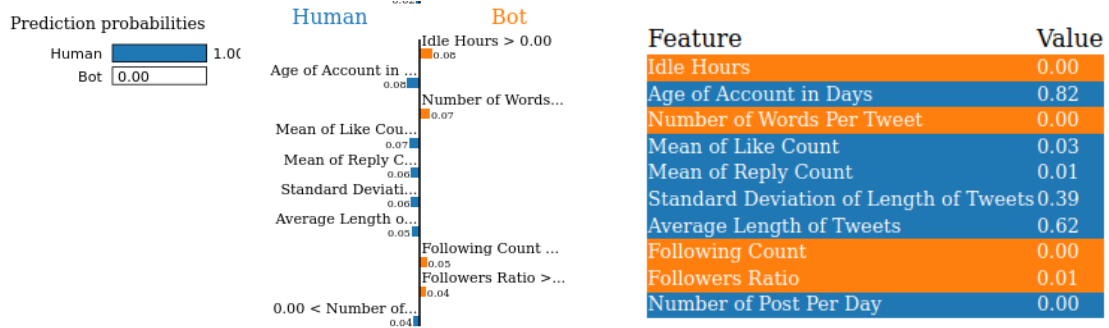 Prediction probabilities
Human 1.00
Bot 0.00
Human Bot
Idle Hours > 0.00
0.08
Age of Account in ...
0.08
Number of Words...
0.07
Mean of Like Cou...
0.07
Mean of Reply C...
0.06
Standard Deviati...
0.06
Average Length o...
0.05
Following Count ...
0.05
Followers Ratio >...
0.04
0.00 < Number of...
0.04
Feature Value
Idle Hours 0.00
Age of Account in Days 0.82
Number of Words Per Tweet 0.00
Mean of Like Count 0.03
Mean of Reply Count 0.01
Standard Deviation of Length of Tweets 0.39
Average Length of Tweets 0.62
Following Count 0.00
Followers Ratio 0.01
Number of Post Per Day 0.00